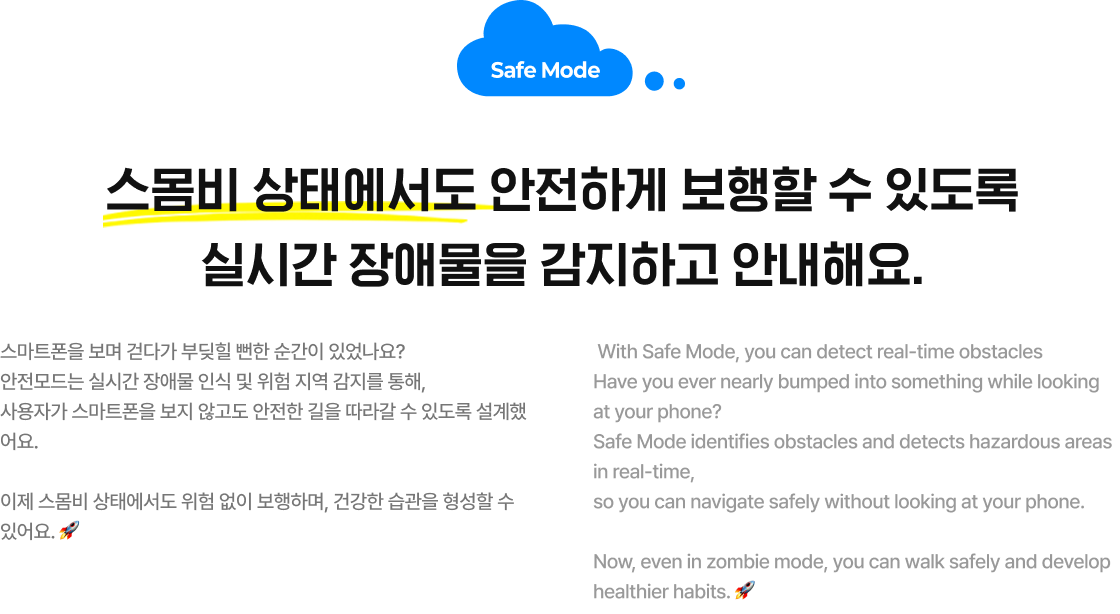 Safe Mode
스몸비 상태에서도 안전하게 보행할 수 있도록
실시간 장애물을 감지하고 안내해요.
스마트폰을 보며 걷다가 부딪힐 뻔한 순간이 있었나요?
안전모드는 실시간 장애물 인식 및 위험 지역 감지를 통해,
사용자가 스마트폰을 보지 않고도 안전한 길을 따라갈 수 있도록 설계했
어요.
이제 스몸비 상태에서도 위험 없이 보행하며, 건강한 습관을 형성할 수
있어요. 🚀
With Safe Mode, you can detect real-time obstacles
Have you ever nearly bumped into something while looking
at your phone?
Safe Mode identifies obstacles and detects hazardous areas
in real-time,
so you can navigate safely without looking at your phone.
Now, even in zombie mode, you can walk safely and develop
healthier habits. 🚀